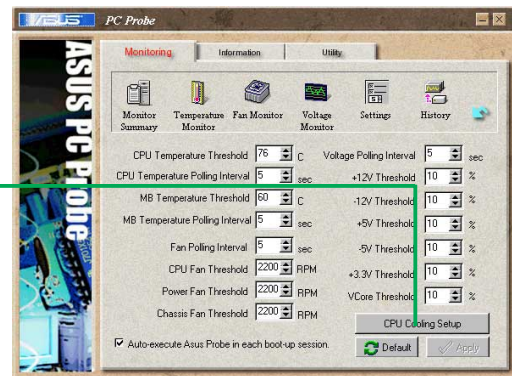 ASUS PC Probe
ASUS PC Probe
Monitoring Information Utility
Monitor Summary
Temperature Monitor
Fan Monitor
Voltage Monitor
Settings
History
CPU Temperature Threshold 76 C
CPU Temperature Polling Interval 5 sec
MB Temperature Threshold 60 C
MB Temperature Polling Interval 5 sec
Fan Polling Interval 5 sec
CPU Fan Threshold 2200 RPM
Power Fan Threshold 2200 RPM
Chassis Fan Threshold 2200 RPM
Voltage Polling Interval 5 sec
+12V Threshold 10 %
-12V Threshold 10 %
+5V Threshold 10 %
-5V Threshold 10 %
+3.3V Threshold 10 %
VCore Threshold 10 %
CPU Cooling Setup
Auto-execute Asus Probe in each boot-up session.
Default
Apply